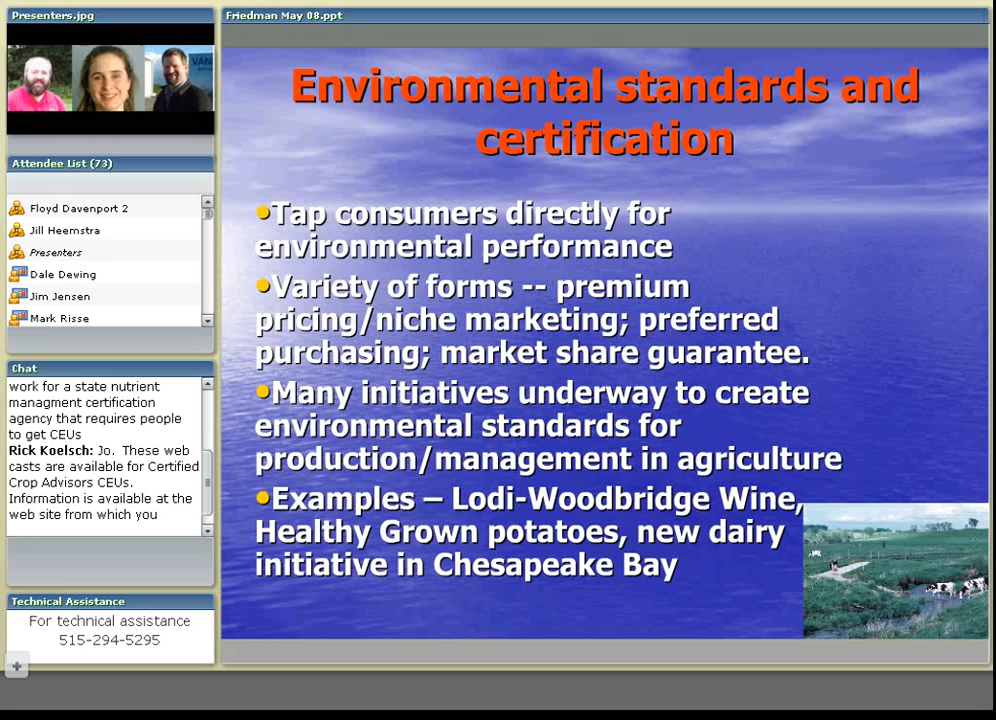 Presenters.jpg
VAN
Attendee List (73)
Floyd Davenport 2
Jill Heemstra
Presenters
Dale Dewing
Jim Jensen
Mark Risse
Chat
work for a state nutrient
managment certification
agency that requires people
to get CEUs
Rick Koelsch: Jo. These web
casts are available for Certified
Crop Advisors CEUs.
Information is available at the
web site from which you
Technical Assistance
For technical assistance
515-294-5295
Friedman May 08.ppt
Environmental standards and
certification
•Tap consumers directly for
environmental performance
•Variety of forms -- premium
pricing/niche marketing; preferred
purchasing; market share guarantee.
•Many initiatives underway to create
environmental standards for
production/management in agriculture
•Examples – Lodi-Woodbridge Wine,
Healthy Grown potatoes, new dairy
initiative in Chesapeake Bay